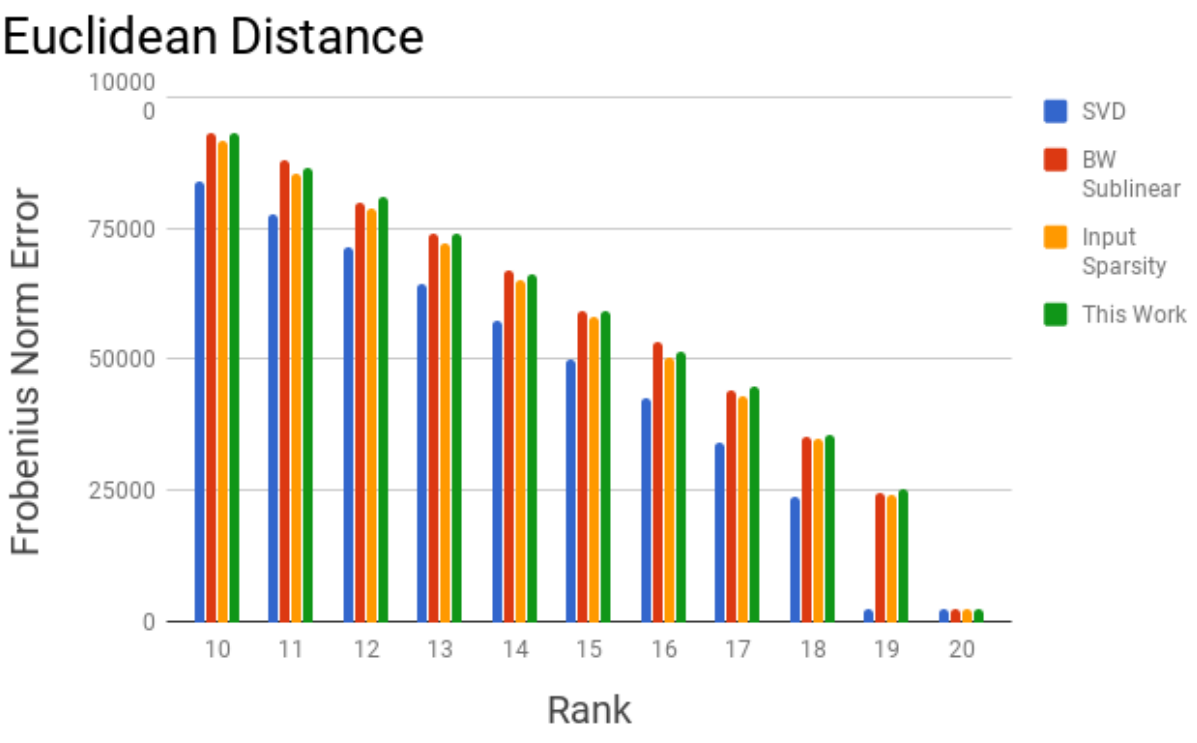 Euclidean Distance
10000
0
75000
50000
25000
0
Frobenius Norm Error
10 11 12 13 14 15 16 17 18 19 20
Rank
SVD
BW
Sublinear
Input
Sparsity
This Work